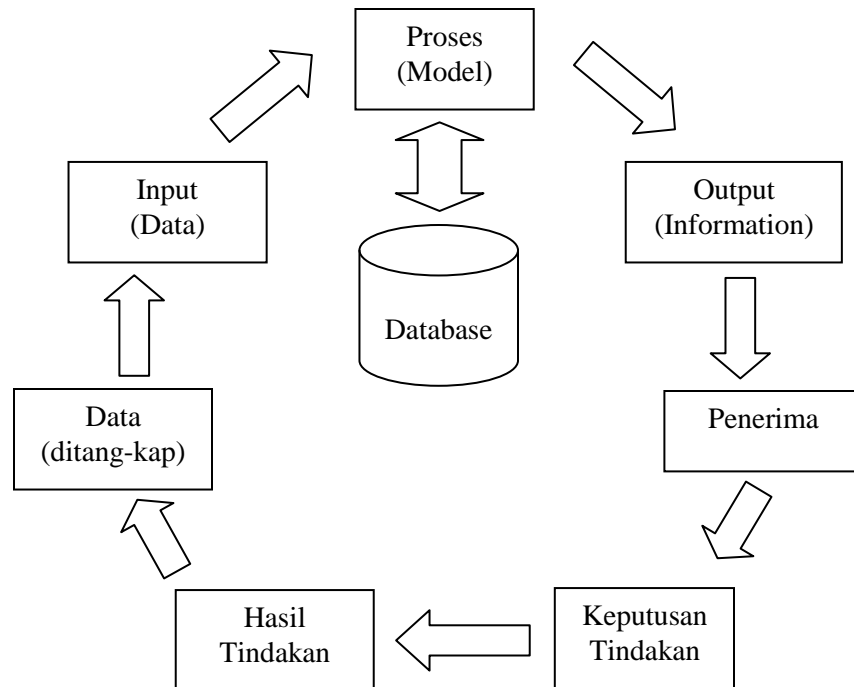 Proses
(Model)
Input
(Data)
Output
(Information)
Database
Data
(ditang-kap)
Penerima
Hasil
Tindakan
Keputusan
Tindakan